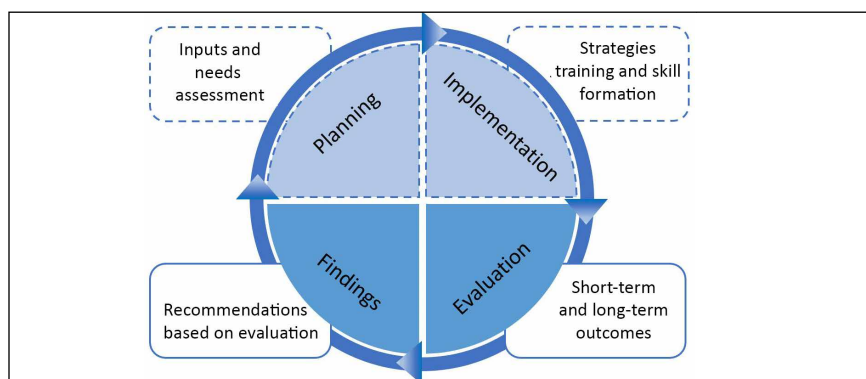 Inputs and
needs
assessment
Strategies
. training and skill
formation
Planning
Implementation
Findings
Evaluation
Recommendations
based on evaluation
Short-term
and long-term
outcomes